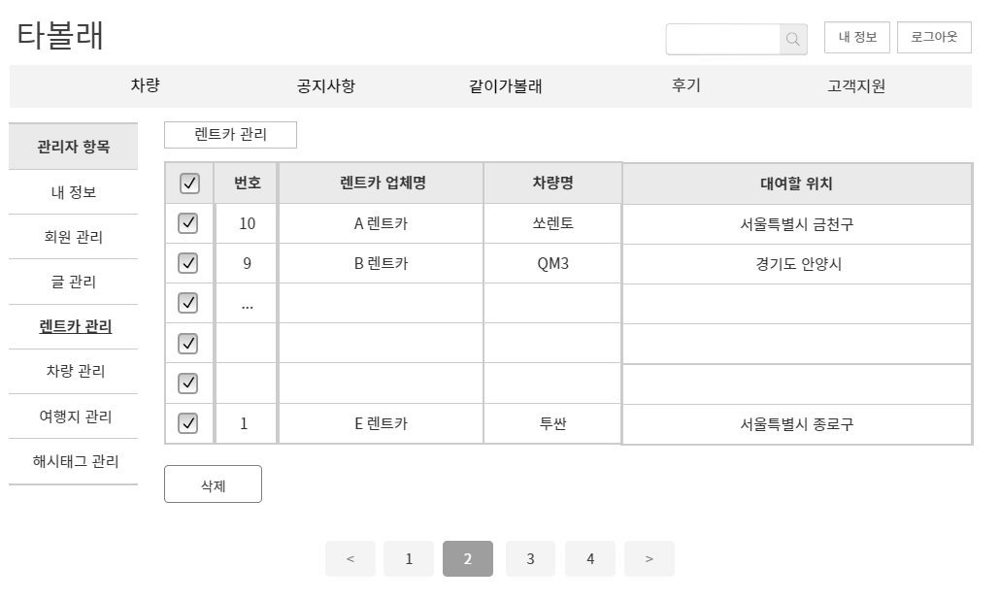 타볼래
내 정보 로그아웃
차량 공지사항 같이가볼래 후기 고객지원
관리자 항목
내 정보
회원 관리
글 관리
렌트카 관리
차량 관리
여행지 관리
해시태그 관리
렌트카 관리
번호 렌트카 업체명 차량명 대여할 위치
10 A 렌트카 쏘렌토 서울특별시 금천구
9 B 렌트카 QM3 경기도 안양시
...
1 E 렌트카 투싼 서울특별시 종로구
삭제
< 1 2 3 4 >